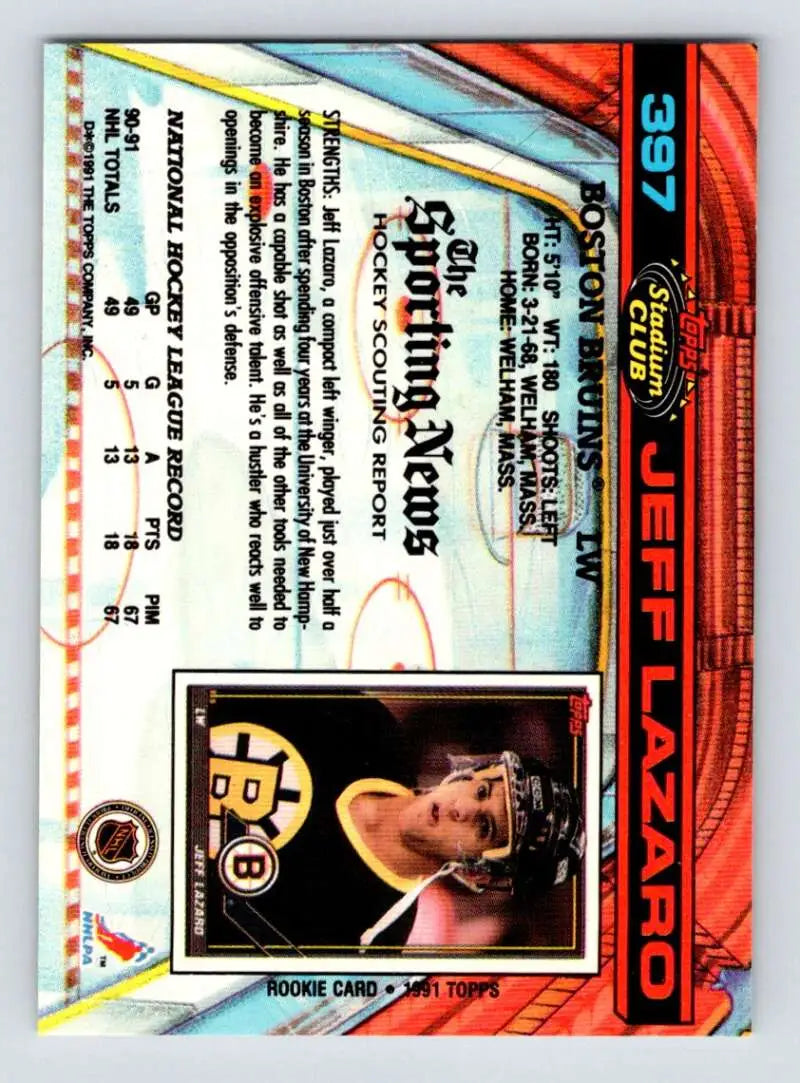 397
Topps
Stadium
CLUB
JEFF LAZARO
BOSTON BRUINS® LW
HT: 5'10" WT: 180 SHOOTS: LEFT
BORN: 3-21-68, WELHAM, MASS.
HOME: WELHAM, MASS.
The
Sporting News
HOCKEY SCOUTING REPORT
STRENGTHS: Jeff Lazaro, a compact left winger, played just over half a
season in Boston after spending four years at the University of New Hamp-
shire. He has a capable shot as well as all of the other tools needed to
become an explosive offensive talent. He's a hustler who reacts well to
openings in the opposition's defense.
NATIONAL HOCKEY LEAGUE RECORD
GP G A PTS PIM
90-91 49 5 13 18 67
NHL TOTALS 49 5 13 18 67
D✻©1991 THE TOPPS COMPANY, INC.
Topps
B
B
LW
JEFF LAZARO
ROOKIE CARD • 1991 TOPPS
NHL
NHLPA™